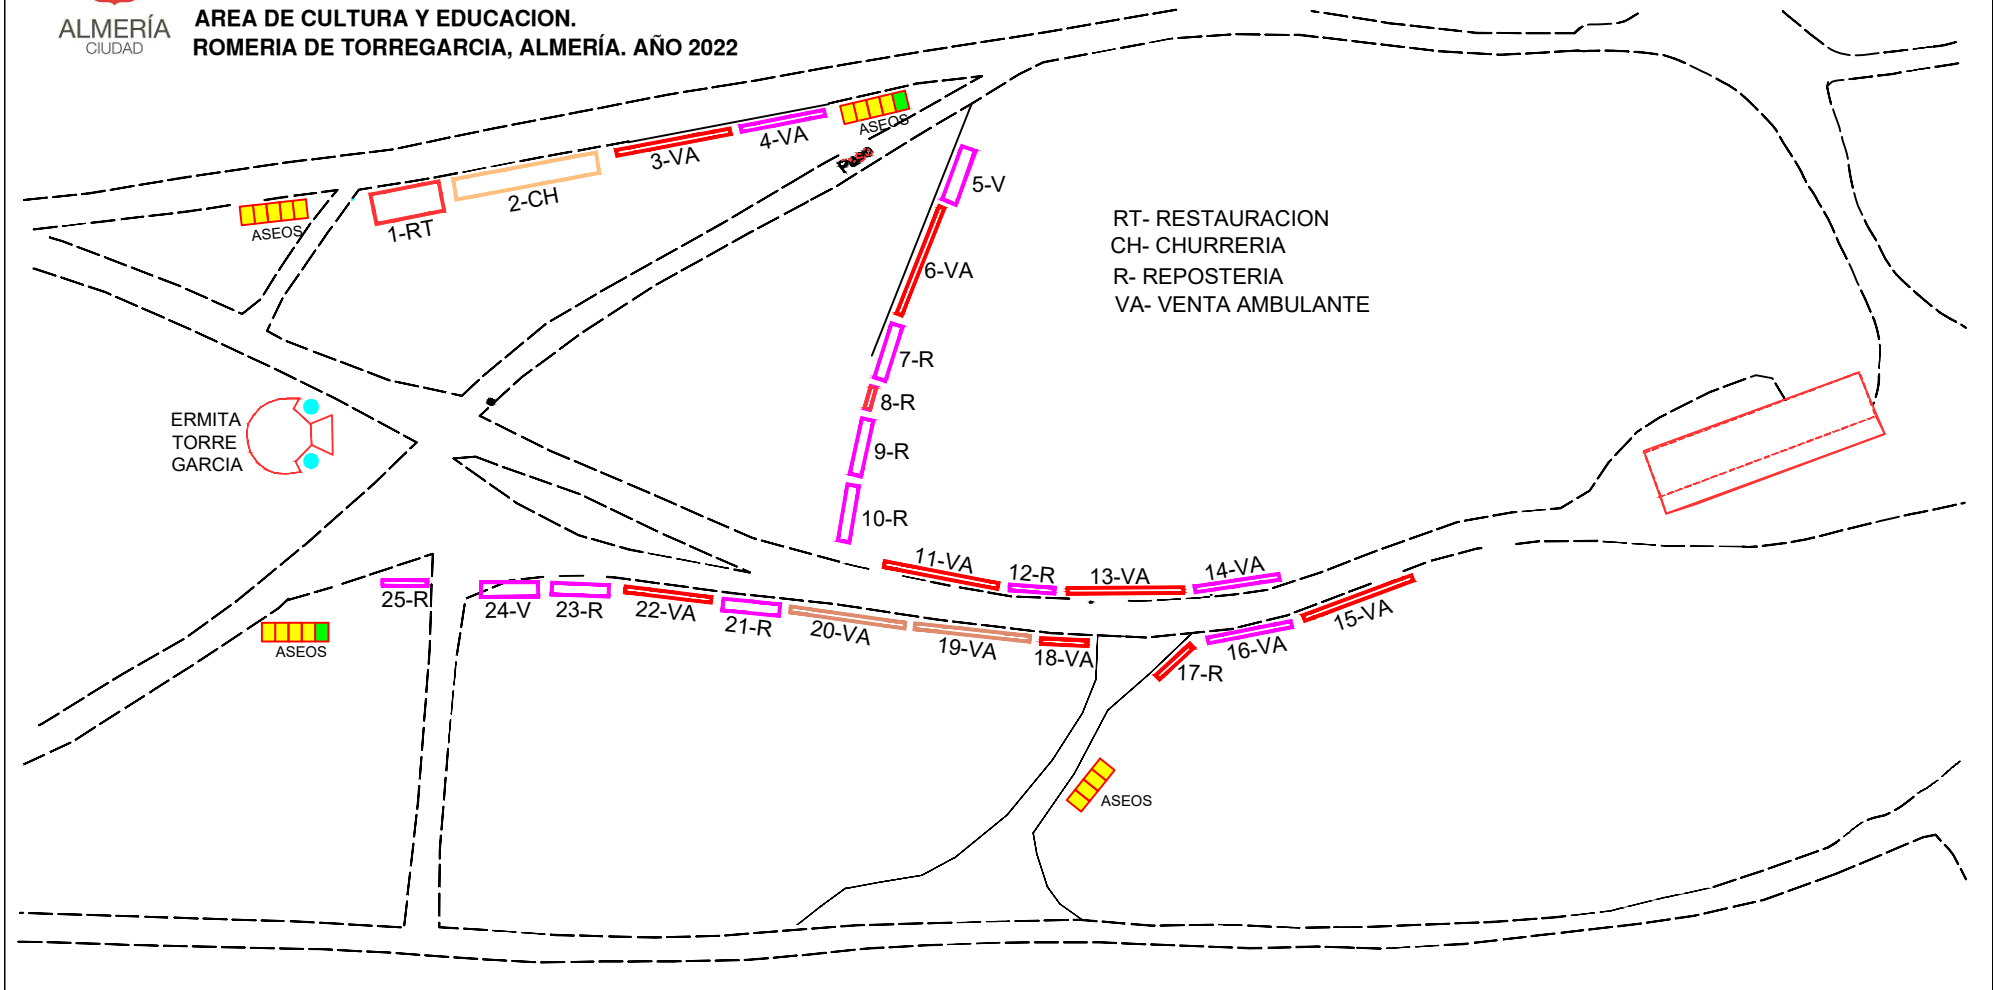 ALMERÍA
CIUDAD
AREA DE CULTURA Y EDUCACION.
ROMERIA DE TORREGARCIA, ALMERÍA. AÑO 2022
ASEOS
1-RT
2-CH
3-VA
4-VA
ASEOS
Paso
5-V
6-VA
7-R
8-R
9-R
10-R
RT- RESTAURACION
CH- CHURRERIA
R- REPOSTERIA
VA- VENTA AMBULANTE
ERMITA
TORRE
GARCIA
11-VA
12-R
13-VA
14-VA
15-VA
16-VA
17-R
18-VA
19-VA
20-VA
21-R
22-VA
23-R
24-V
25-R
ASEOS
ASEOS